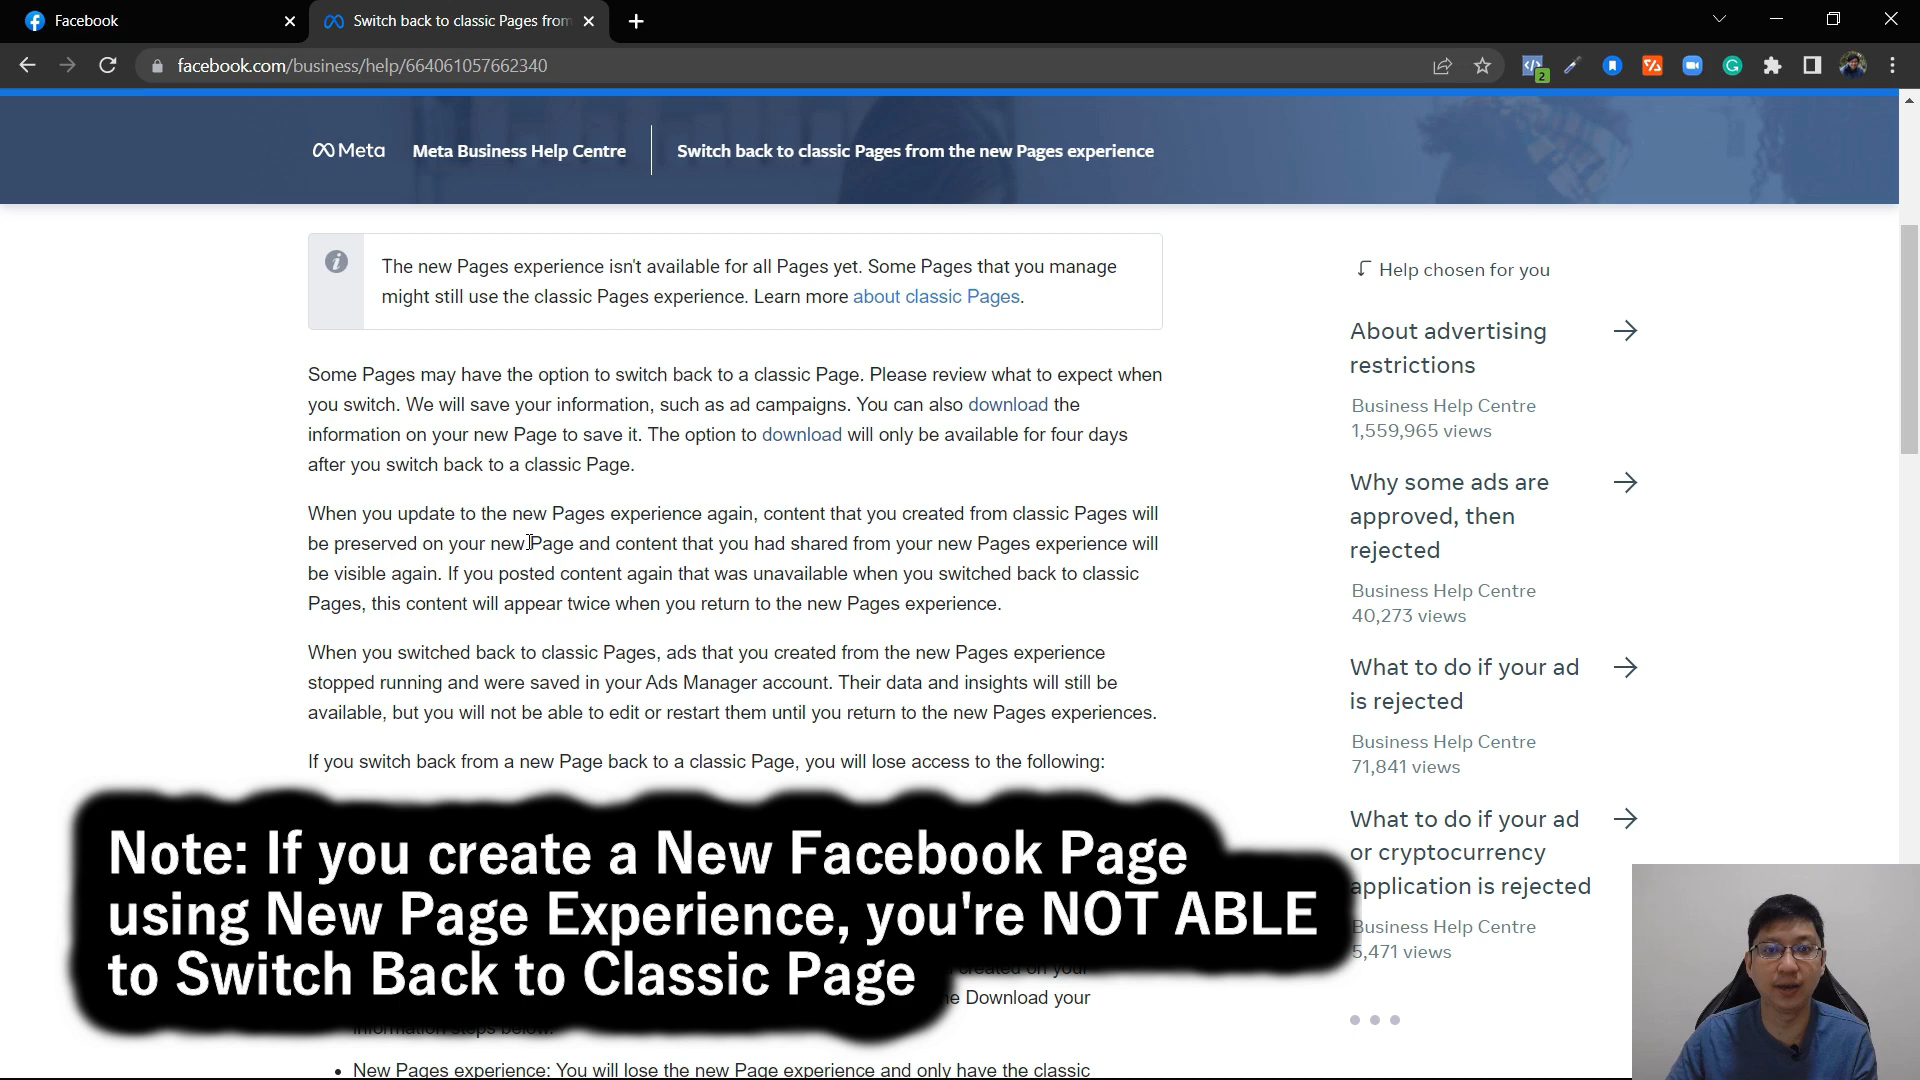 Facebook
Switch back to classic Pages from
facebook.com/business/help/664061057662340
2
Meta
Meta Business Help Centre
Switch back to classic Pages from the new Pages experience
The new Pages experience isn't available for all Pages yet. Some Pages that you manage
might still use the classic Pages experience. Learn more about classic Pages.
Some Pages may have the option to switch back to a classic Page. Please review what to expect when
you switch. We will save your information, such as ad campaigns. You can also download the
information on your new Page to save it. The option to download will only be available for four days
after you switch back to a classic Page.
When you update to the new Pages experience again, content that you created from classic Pages will
be preserved on your new Page and content that you had shared from your new Pages experience will
be visible again. If you posted content again that was unavailable when you switched back to classic
Pages, this content will appear twice when you return to the new Pages experience.
When you switched back to classic Pages, ads that you created from the new Pages experience
stopped running and were saved in your Ads Manager account. Their data and insights will still be
available, but you will not be able to edit or restart them until you return to the new Pages experiences.
If you switch back from a new Page back to a classic Page, you will lose access to the following:
Note: If you create a New Facebook Page
using New Page Experience, you're NOT ABLE
to Switch Back to Classic Page
created on your
Download your
information steps below.
New Pages experience: You will lose the new Page experience and only have the classic
Help chosen for you
About advertising
restrictions
Business Help Centre
1,559,965 views
Why some ads are
approved, then
rejected
Business Help Centre
40,273 views
What to do if your ad
is rejected
Business Help Centre
71,841 views
What to do if your ad
or cryptocurrency
application is rejected
Business Help Centre
5,471 views